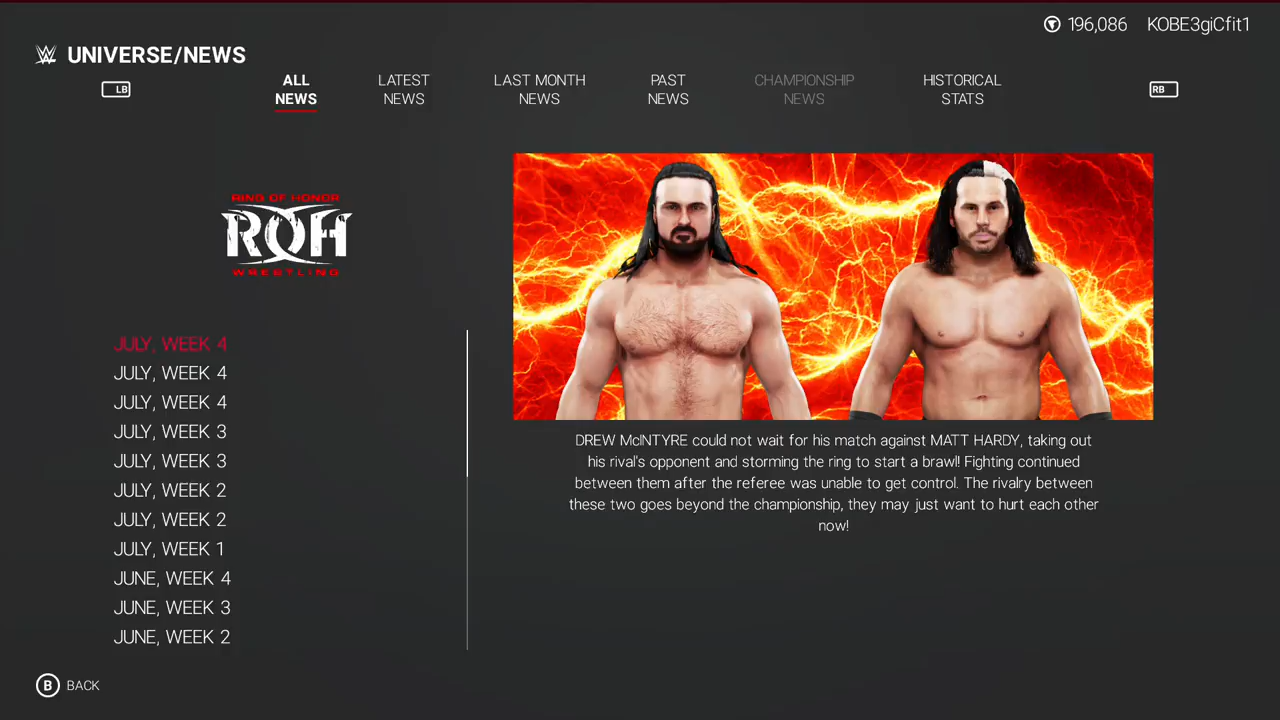 196,086 KOBE3giCfit1
UNIVERSE/NEWS
LB
ALL
NEWS
LATEST
NEWS
LAST MONTH
NEWS
PAST
NEWS
CHAMPIONSHIP
NEWS
HISTORICAL
STATS
RB
RING OF HONOR
ROH
WRESTLING
JULY, WEEK 4
JULY, WEEK 4
JULY, WEEK 4
JULY, WEEK 3
JULY, WEEK 3
JULY, WEEK 2
JULY, WEEK 2
JULY, WEEK 1
JUNE, WEEK 4
JUNE, WEEK 3
JUNE, WEEK 2
DREW McINTYRE could not wait for his match against MATT HARDY, taking out
his rival's opponent and storming the ring to start a brawl! Fighting continued
between them after the referee was unable to get control. The rivalry between
these two goes beyond the championship, they may just want to hurt each other
now!
B BACK